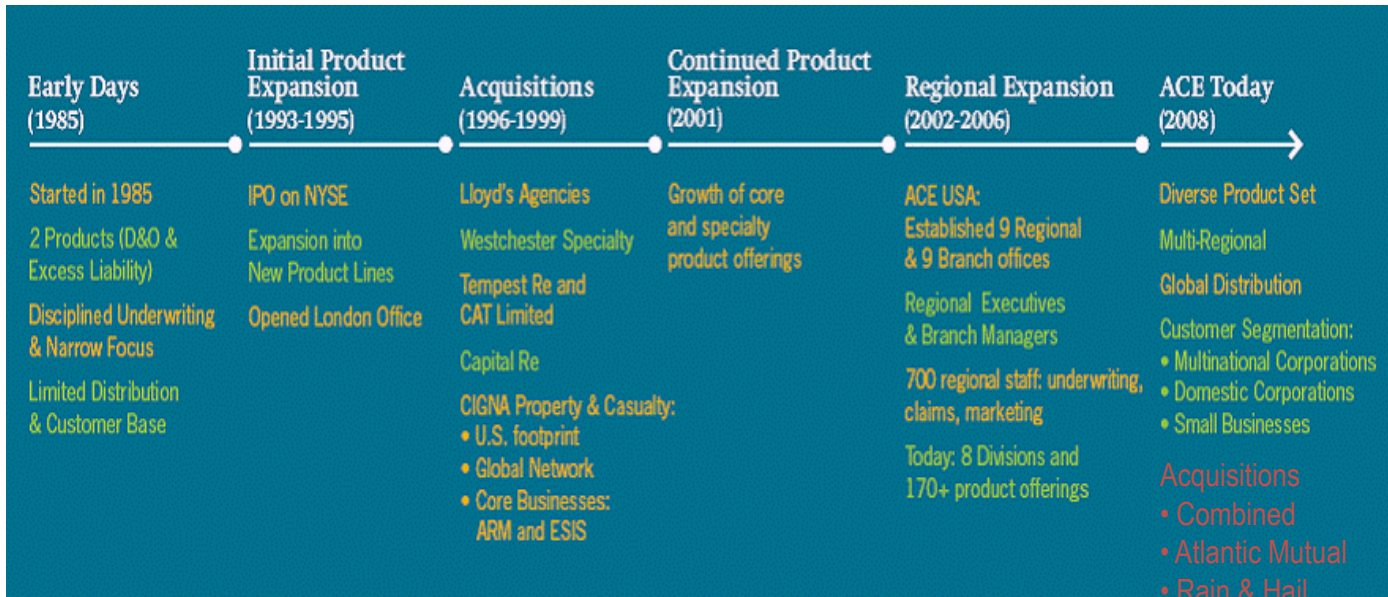 Early Days
(1985)
Started in 1985
2 Products (D&O &
Excess Liability)
Disciplined Underwriting
& Narrow Focus
Limited Distribution
& Customer Base
Initial Product
Expansion
(1993-1995)
IPO on NYSE
Expansion into
New Product Lines
Opened London Office
Acquisitions
(1996-1999)
Lloyd's Agencies
Westchester Specialty
Tempest Re and
CAT Limited
Capital Re
CIGNA Property & Casualty:
• U.S. footprint
• Global Network
• Core Businesses:
ARM and ESIS
Continued Product
Expansion
(2001)
Growth of core
and specialty
product offerings
Regional Expansion
(2002-2006)
ACE USA:
Established 9 Regional
& 9 Branch offices
Regional Executives
& Branch Managers
700 regional staff: underwriting,
claims, marketing
Today: 8 Divisions and
170+ product offerings
ACE Today
(2008)
Diverse Product Set
Multi-Regional
Global Distribution
Customer Segmentation:
• Multinational Corporations
• Domestic Corporations
• Small Businesses
Acquisitions
• Combined
• Atlantic Mutual
• Rain & Hail